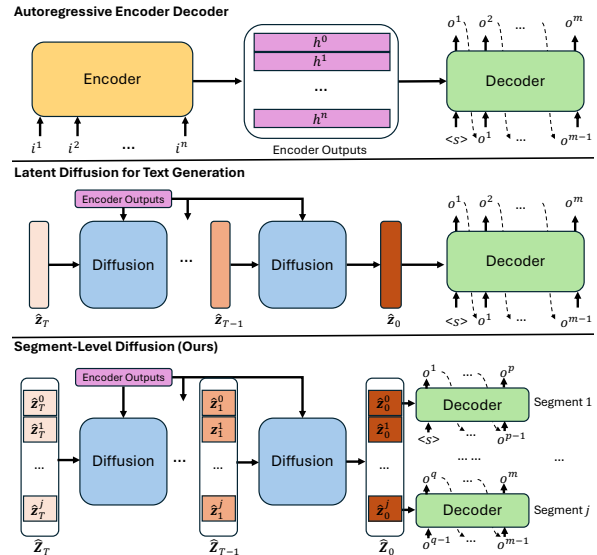 Autoregressive Encoder Decoder
Encoder
i^1 i^2 ... i^n
h^0
h^1
...
h^n
Encoder Outputs
o^1 o^2 ... o^m
Decoder
<s> o^1 ... o^{m-1}
Latent Diffusion for Text Generation
Encoder Outputs
Diffusion ... Diffusion
ẑ_T ẑ_{T-1} ẑ_0
o^1 o^2 ... o^m
Decoder
<s> o^1 ... o^{m-1}
Segment-Level Diffusion (Ours)
Encoder Outputs
ẑ_T^0
ẑ_T^1
...
ẑ_T^j
Ẑ_T
Diffusion ... Diffusion
ẑ_1^0
ẑ_1^1
...
ẑ_1^j
Ẑ_{T-1}
ẑ_0^0
ẑ_0^1
...
ẑ_0^j
Ẑ_0
o^1 ... o^p
Decoder Segment 1
<s> ... o^{p-1}
... ... ...
o^q ... o^m
Decoder Segment j
o^{q-1} ... o^{m-1}